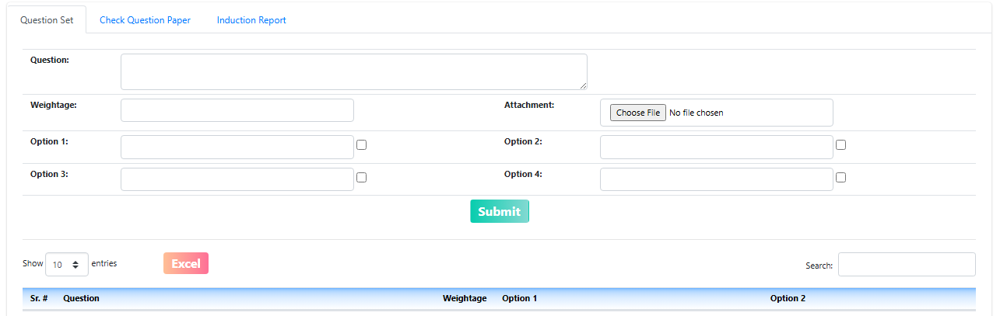 Question Set Check Question Paper Induction Report
Question:
Weightage: Attachment: Choose File No file chosen
Option 1: Option 2:
Option 3: Option 4:
Submit
Show 10 entries Excel Search:
Sr. # Question Weightage Option 1 Option 2